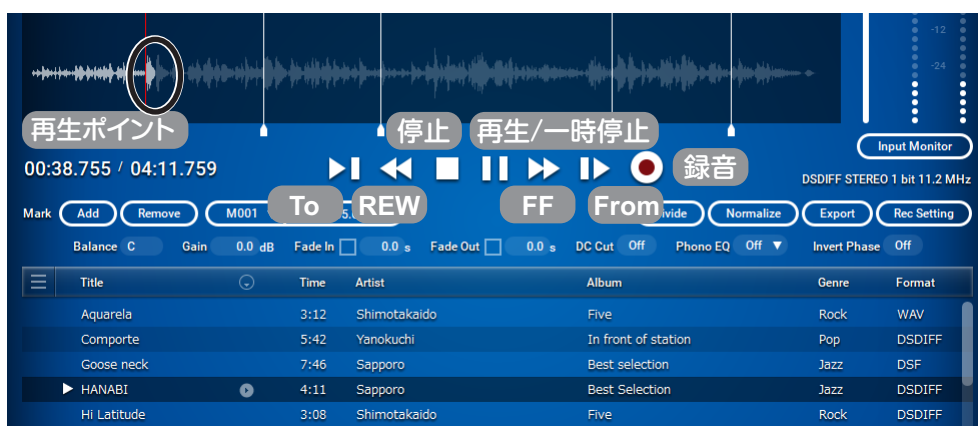 -12
-24
再生ポイント
停止
再生/一時停止
Input Monitor
00:38.755 / 04:11.759
録音
DSDIFF STEREO 1 bit 11.2 MHz
Mark Add Remove M001 To REW FF From Normalize Export Rec Setting
Balance C Gain 0.0 dB Fade In 0.0 s Fade Out 0.0 s DC Cut Off Phono EQ Off ▼ Invert Phase Off
Title Time Artist Album Genre Format
Aquarela 3:12 Shimotakaido Five Rock WAV
Comporte 5:42 Yanokuchi In front of station Pop DSDIFF
Goose neck 7:46 Sapporo Best selection Jazz DSF
HANABI 4:11 Sapporo Best Selection Jazz DSDIFF
Hi Latitude 3:08 Shimotakaido Five Rock DSDIFF